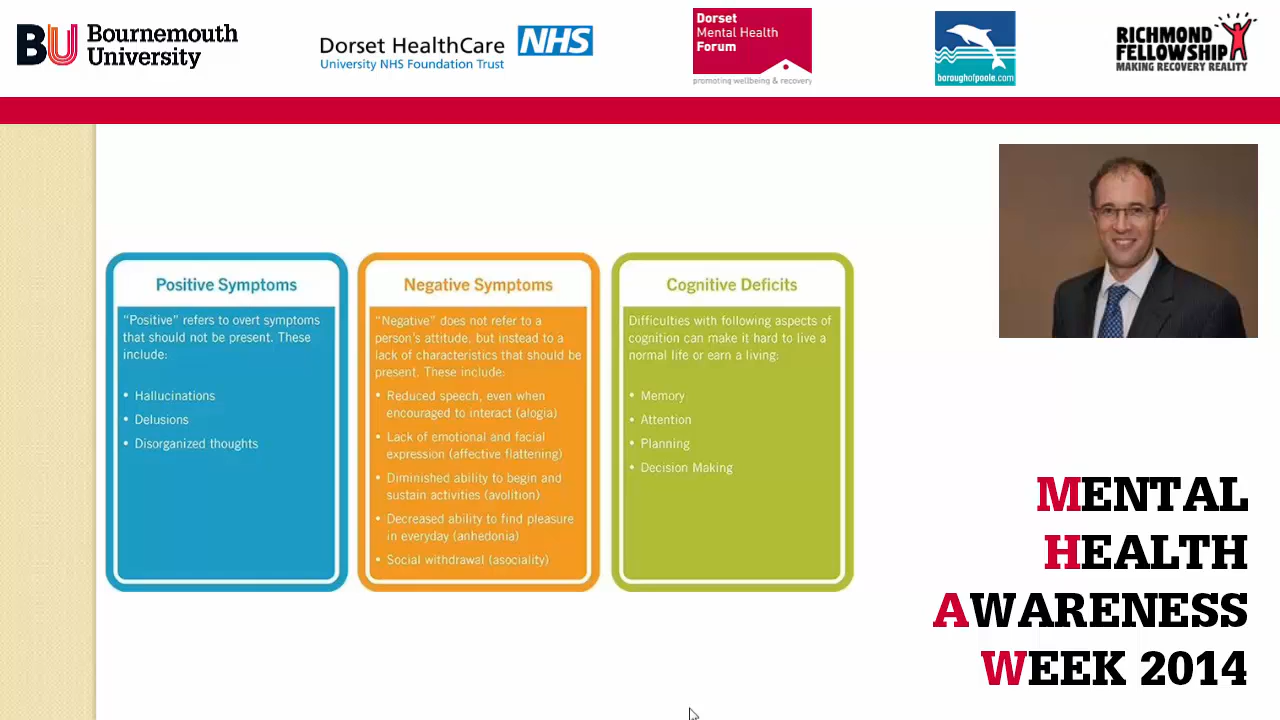 BU Bournemouth
University
Dorset HealthCare NHS
University NHS Foundation Trust
Dorset
Mental Health
Forum
promoting wellbeing & recovery
boroughofpoole.com
RICHMOND
FELLOWSHIP
MAKING RECOVERY REALITY
Positive Symptoms
"Positive" refers to overt symptoms
that should not be present. These
include:
• Hallucinations
• Delusions
• Disorganized thoughts
Negative Symptoms
"Negative" does not refer to a
person's attitude, but instead to a
lack of characteristics that should be
present. These include:
• Reduced speech, even when
encouraged to interact (alogia)
• Lack of emotional and facial
expression (affective flattening)
• Diminished ability to begin and
sustain activities (avolition)
• Decreased ability to find pleasure
in everyday (anhedonia)
• Social withdrawal (asociality)
Cognitive Deficits
Difficulties with following aspects of
cognition can make it hard to live a
normal life or earn a living:
• Memory
• Attention
• Planning
• Decision Making
MENTAL
HEALTH
AWARENESS
WEEK 2014